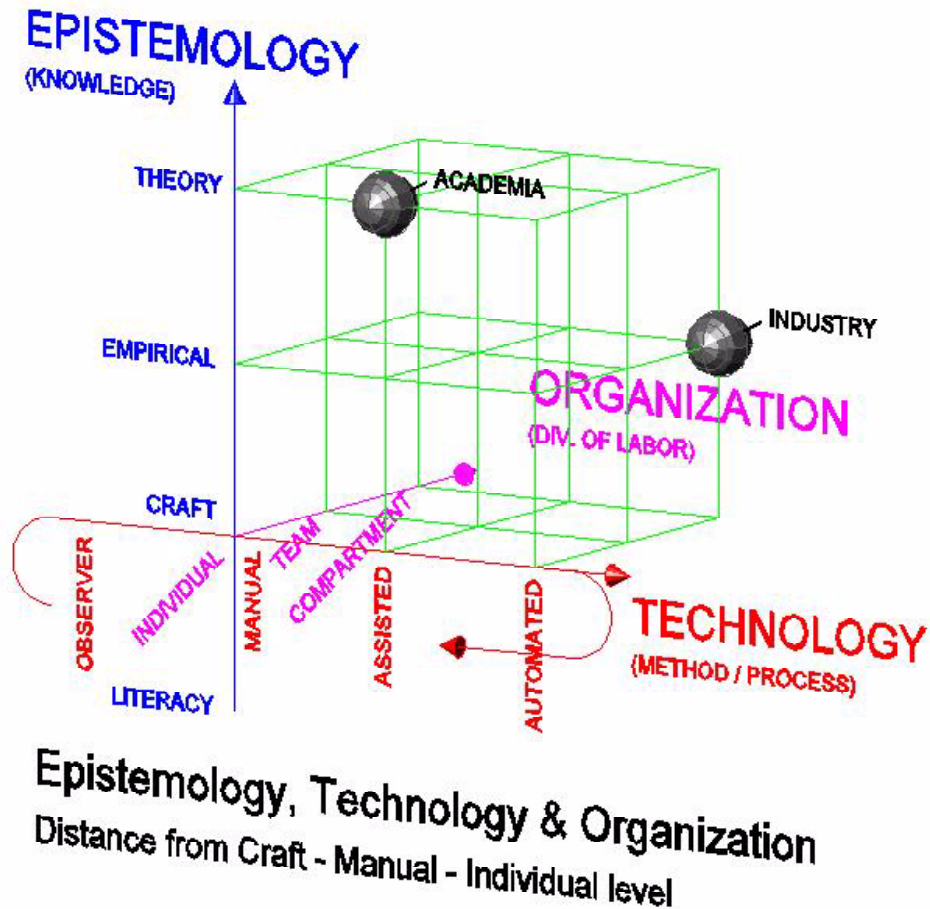 EPISTEMOLOGY
(KNOWLEDGE)
THEORY
ACADEMIA
INDUSTRY
EMPIRICAL
ORGANIZATION
(DIV. OF LABOR)
CRAFT
OBSERVER
INDIVIDUAL
MANUAL
TEAM
COMPARTMENT
ASSISTED
AUTOMATED
TECHNOLOGY
(METHOD / PROCESS)
LITERACY
Epistemology, Technology & Organization
Distance from Craft - Manual - Individual level